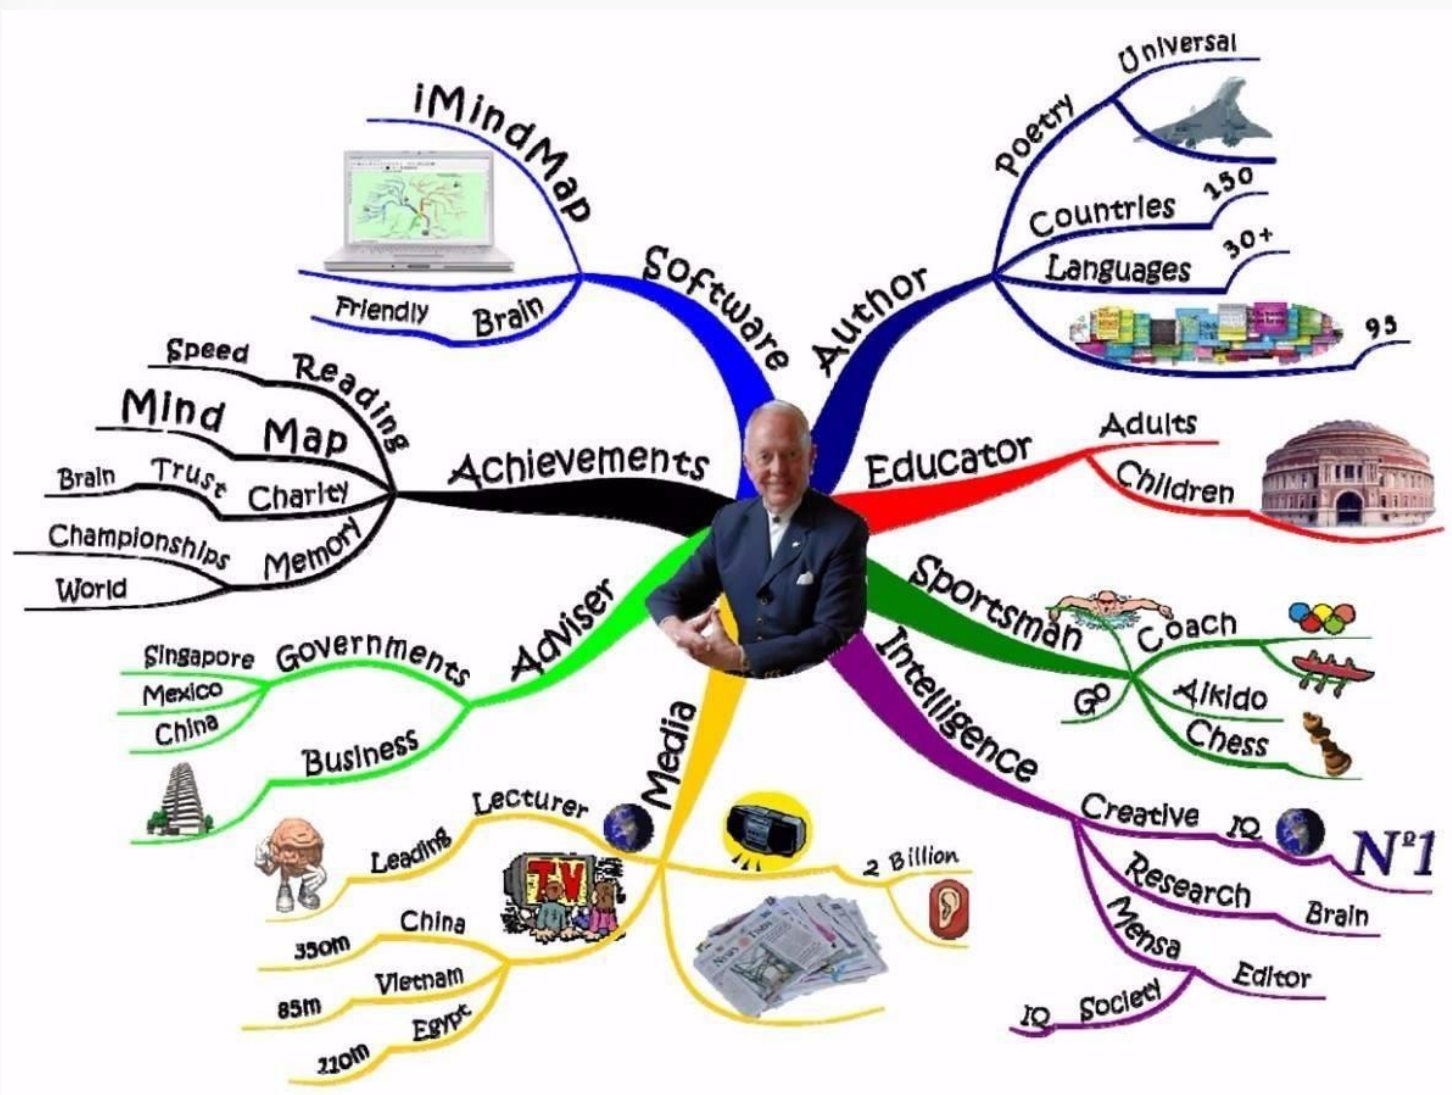 iMindMap
Friendly Brain
Software
Author
Poetry
Universal
Countries 150
Languages 30+
95
Educator
Adults
Children
Sportsman
Coach
Aikido
Chess
Go
Intelligence
Creative IQ Nº1
Research Brain
Mensa
Editor
IQ Society
Media
2 Billion
TV
Lecturer
Leading
China
350m
Vietnam
85m
Egypt
210m
Adviser
Governments
Singapore
Mexico
China
Business
Achievements
Speed Reading
Mind Map
Brain Trust Charity
Memory
Championships
World